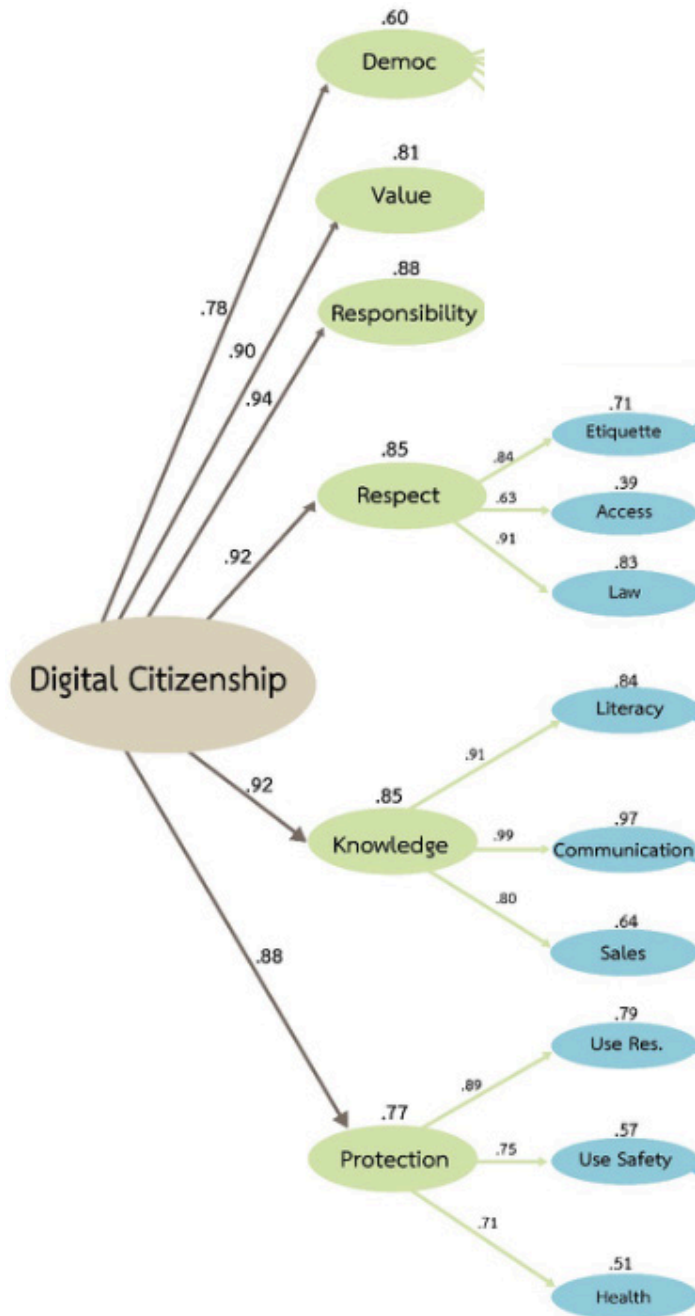 .60
Democ
.81
Value
.88
Responsibility
.78
.90
.94
.71
Etiquette
.85
.84
Respect
.39
.63
Access
.91
.83
Law
.92
Digital Citizenship
.84
Literacy
.91
.92
.85
.97
Knowledge
.99
Communication
.80
.64
Sales
.88
.79
Use Res.
.89
.77
.57
Protection
.75
Use Safety
.71
.51
Health